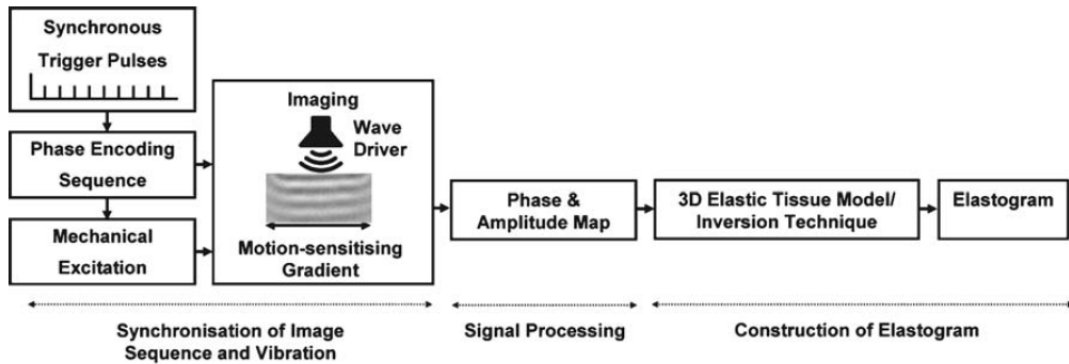 Synchronous
Trigger Pulses
Phase Encoding
Sequence
Mechanical
Excitation
Imaging
Wave
Driver
Motion-sensitising
Gradient
Phase &
Amplitude Map
3D Elastic Tissue Model/
Inversion Technique
Elastogram
Synchronisation of Image
Sequence and Vibration
Signal Processing
Construction of Elastogram